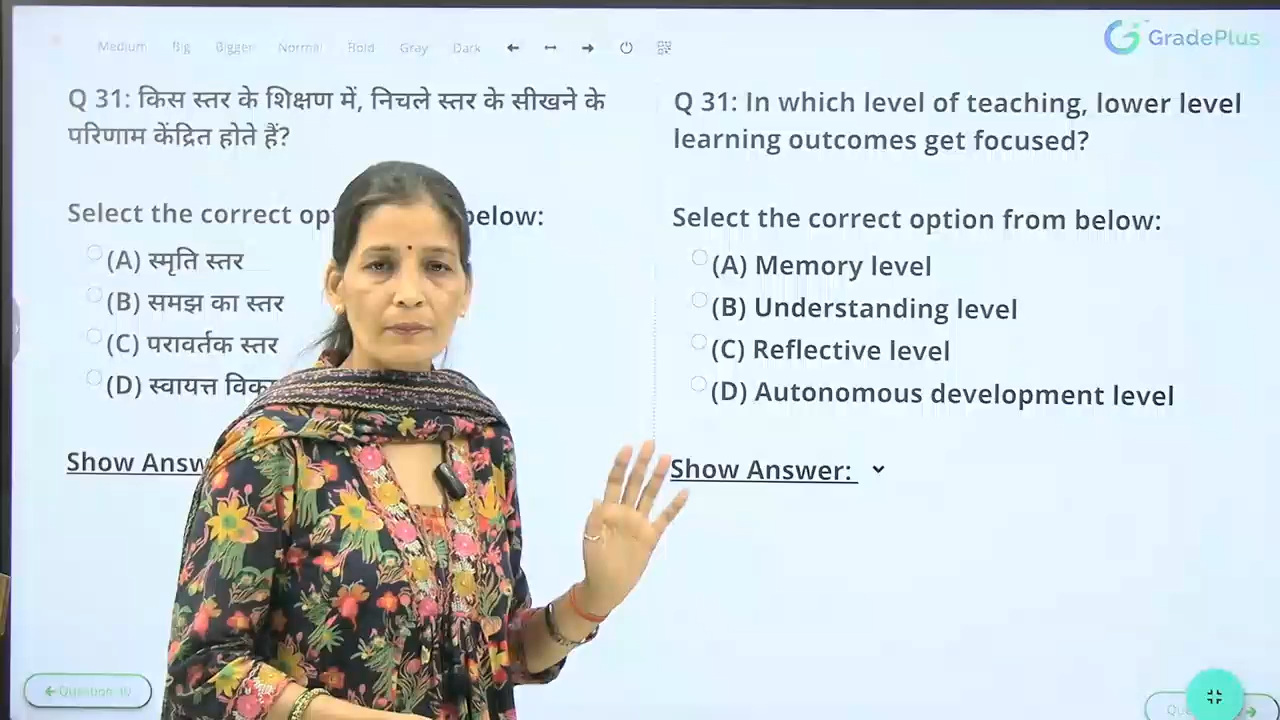 Medium Big Bigger Normal Bold Gray Dark
GradePlus
Q 31: किस स्तर के शिक्षण में, निचले स्तर के सीखने के
परिणाम केंद्रित होते हैं?
Select the correct below:
(A) स्मृति स्तर
(B) समझ का स्तर
(C) परावर्तक स्तर
(D) स्वायत्त
Show
Q 31: In which level of teaching, lower level
learning outcomes get focused?
Select the correct option from below:
(A) Memory level
(B) Understanding level
(C) Reflective level
(D) Autonomous development level
Show Answer:
Question